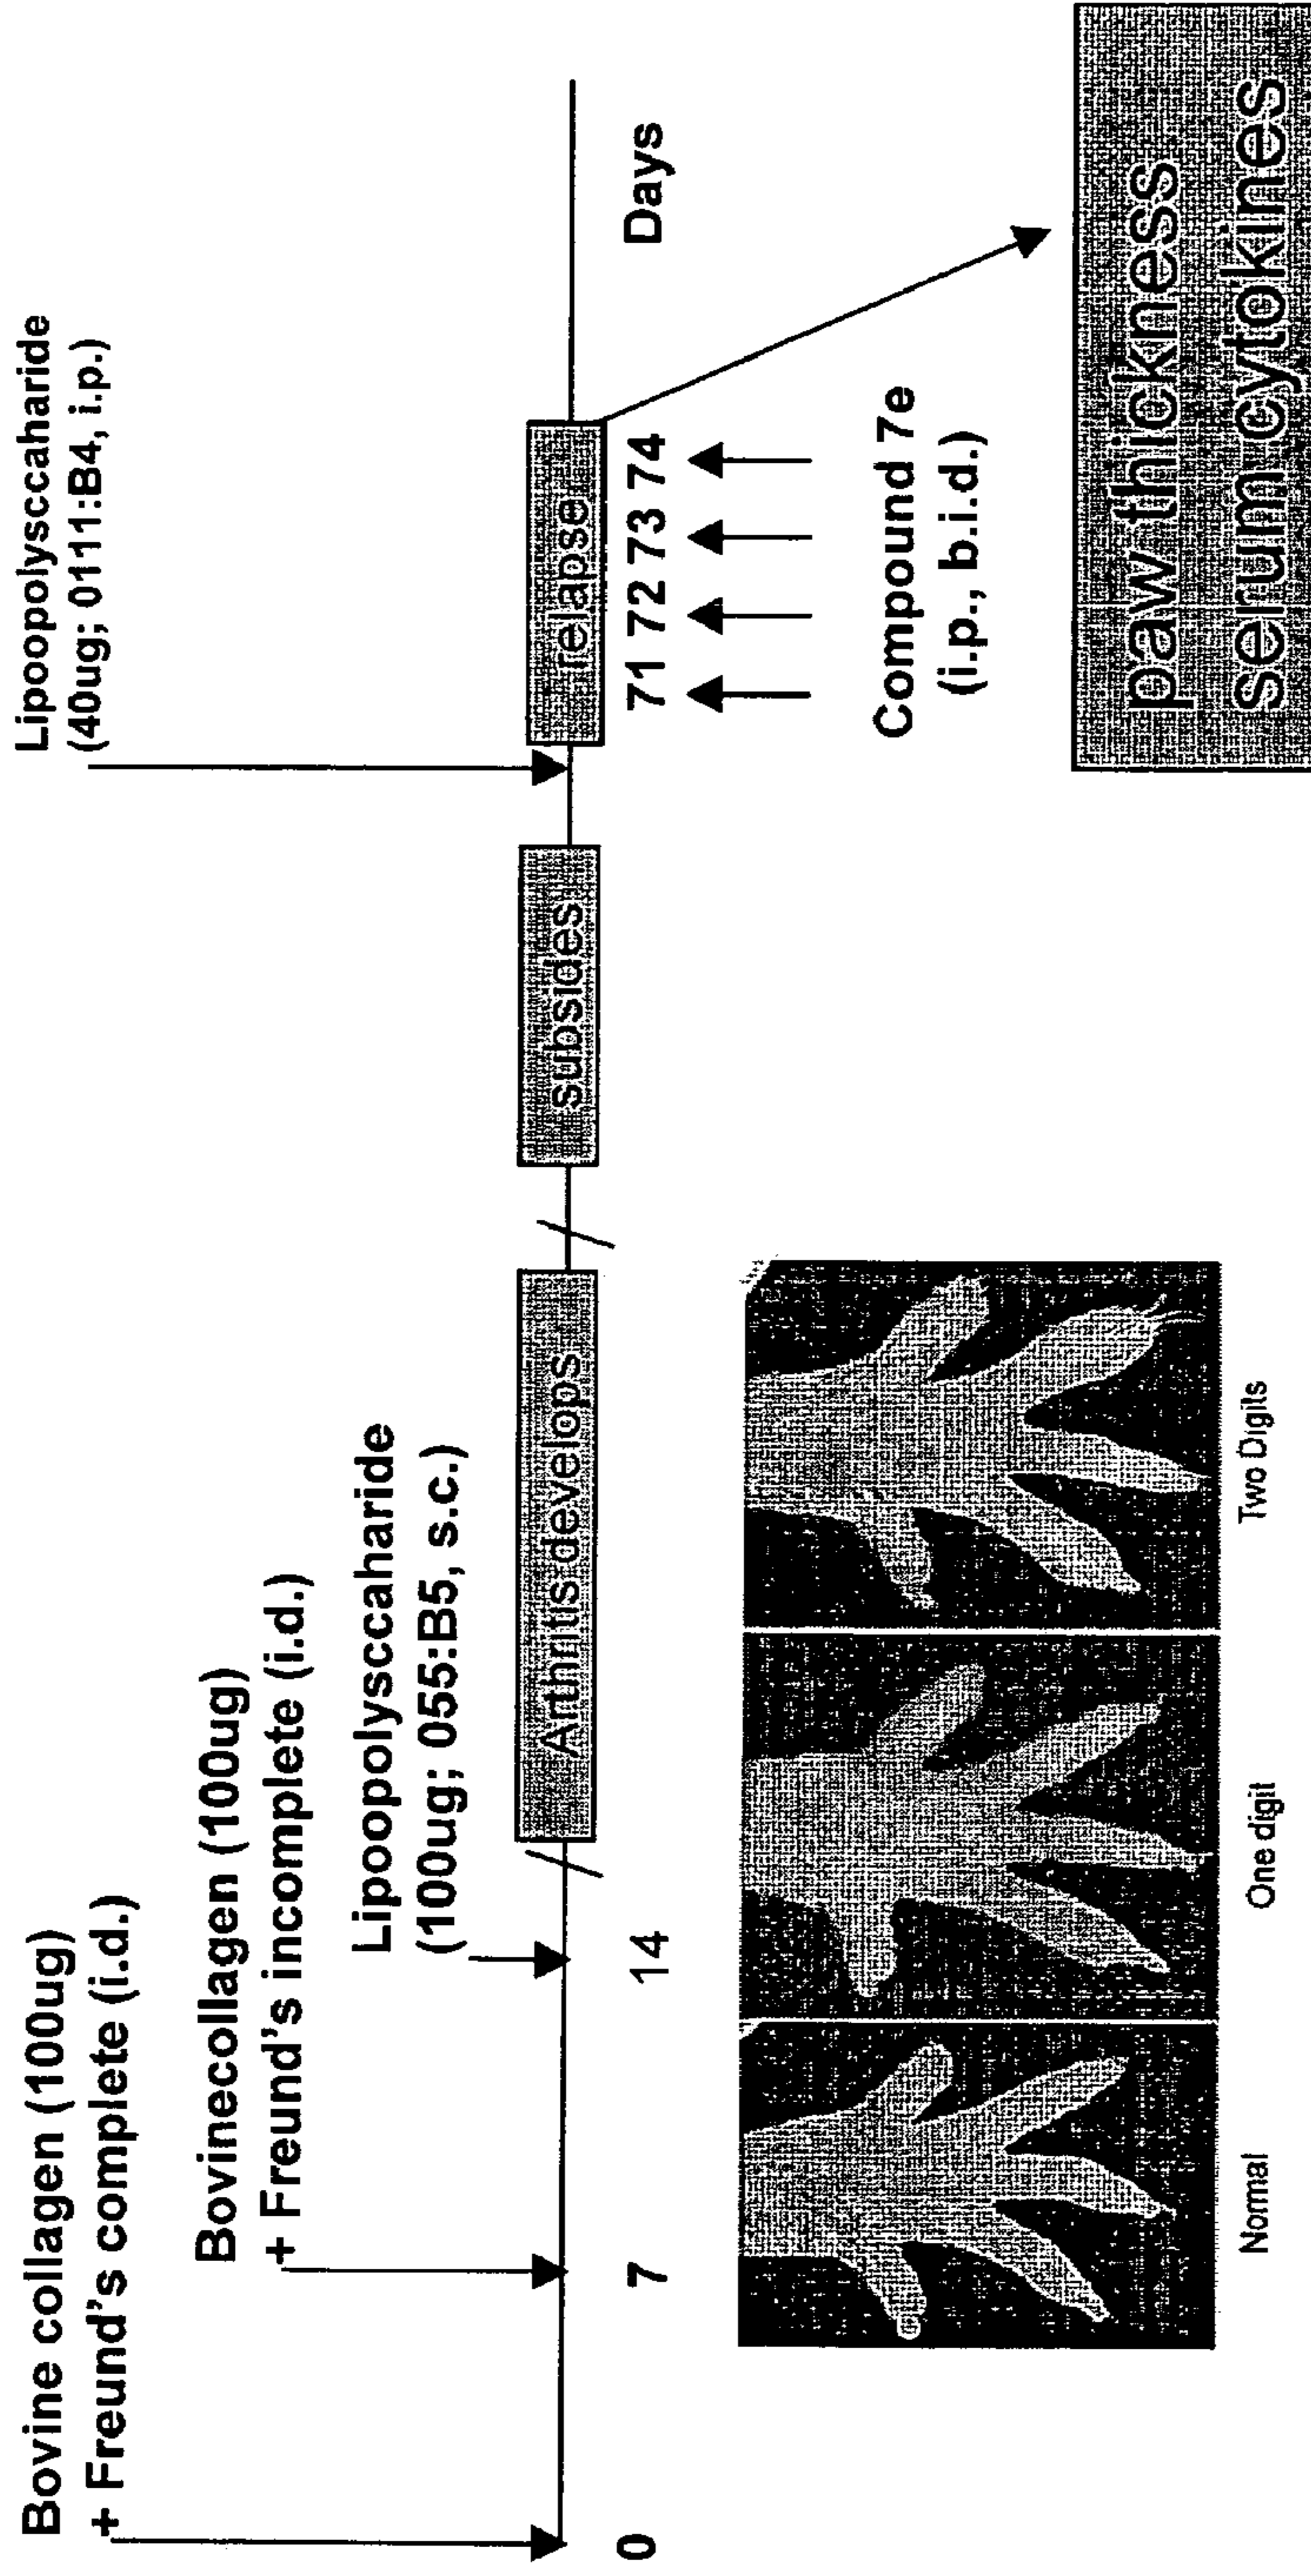 Bovine collagen (100ug)
+ Freund's complete (i.d.)
Bovinecollagen (100ug)
+ Freund's incomplete (i.d.)
Lipoopolysccaharide
(100ug; 055:B5, s.c.)
Lipoopolysccaharide
(40ug; 0111:B4, i.p.)
Arthritis develops
subsides
relapse
0
7
14
71 72 73 74
Days
Compound 7e
(i.p., b.i.d.)
paw thickness
serum cytokines
Normal
One digit
Two Digits